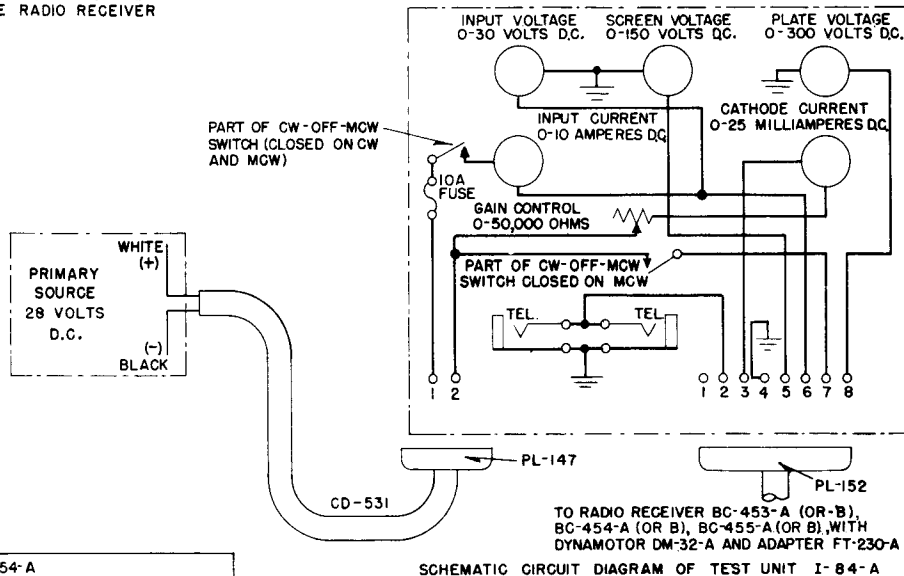 E RADIO RECEIVER
INPUT VOLTAGE
0-30 VOLTS D.C.
SCREEN VOLTAGE
0-150 VOLTS D.C.
PLATE VOLTAGE
0-300 VOLTS D.C.
PART OF CW-OFF-MCW
SWITCH (CLOSED ON CW
AND MCW)
INPUT CURRENT
0-10 AMPERES D.C.
CATHODE CURRENT
0-25 MILLIAMPERES D.C.
10A
FUSE
GAIN CONTROL
0-50,000 OHMS
PART OF CW-OFF-MCW
SWITCH CLOSED ON MCW
WHITE
(+)
PRIMARY
SOURCE
28 VOLTS
D.C.
(-)
BLACK
TEL.
TEL.
1 2
1 2 3 4 5 6 7 8
PL-147
PL-152
CD-531
TO RADIO RECEIVER BC-453-A (OR-B),
BC-454-A (OR B), BC-455-A (OR B), WITH
DYNAMOTOR DM-32-A AND ADAPTER FT-230-A
54-A
SCHEMATIC CIRCUIT DIAGRAM OF TEST UNIT I-84-A